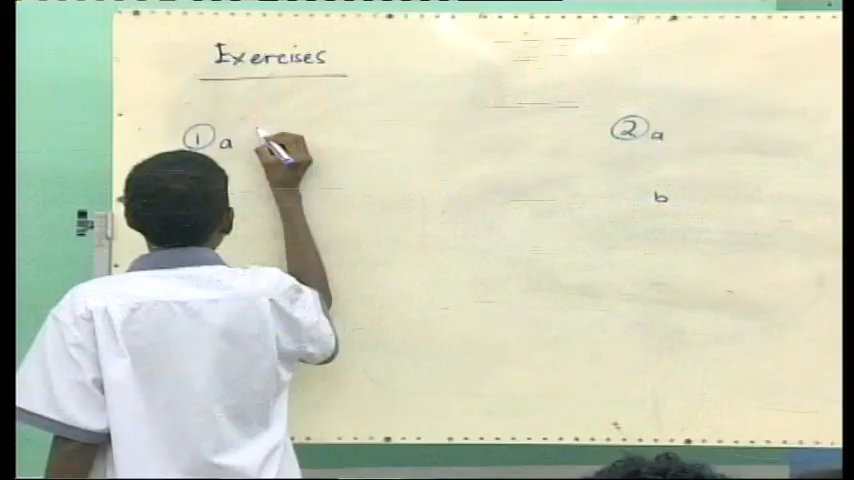 Exercises
① a
② a
b